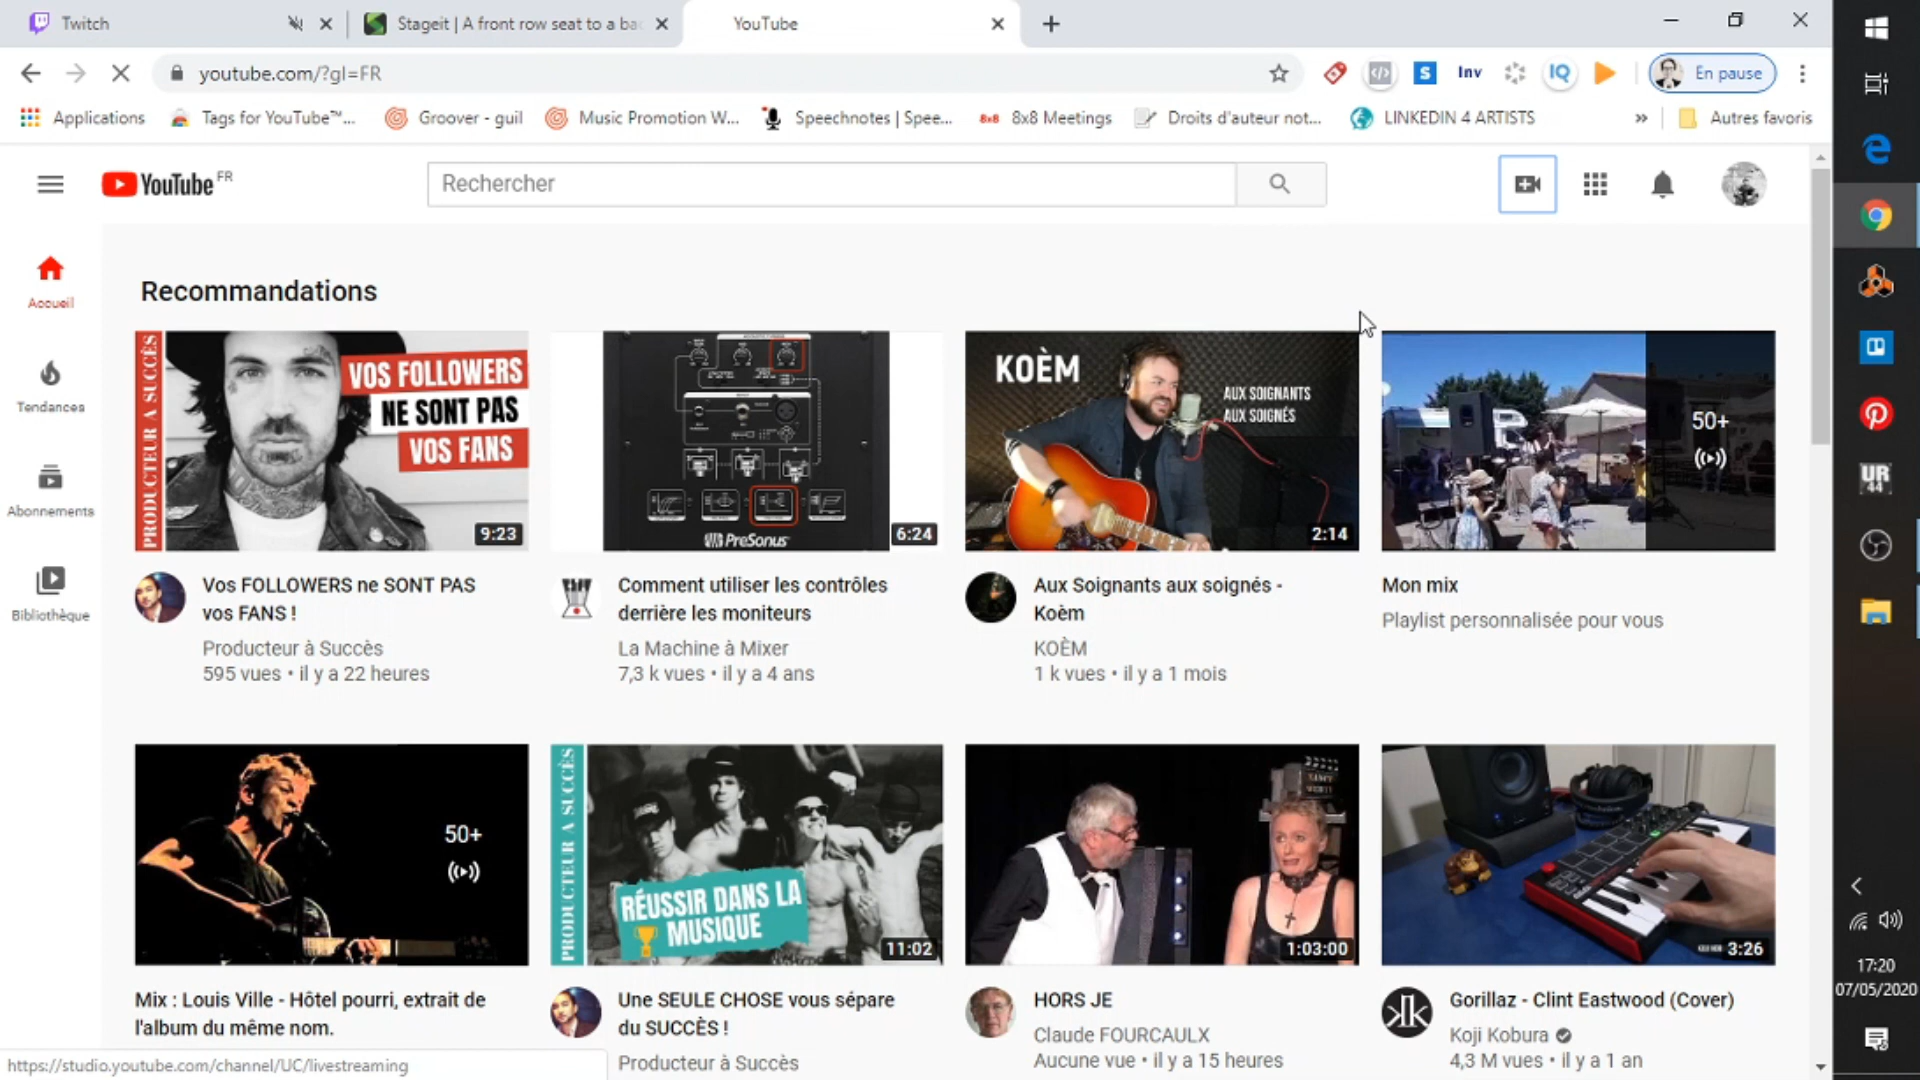 Twitch
Stageit | A front row seat to a bac
YouTube
youtube.com/?gl=FR
Inv
IQ
En pause
Applications
Tags for YouTube™...
Groover - guil
Music Promotion W...
Speechnotes | Spee...
8x8 8x8 Meetings
Droits d'auteur not...
LINKEDIN 4 ARTISTS
»
Autres favoris
YouTube FR
Rechercher
Accueil
Tendances
Abonnements
Bibliothèque
Recommandations
PRODUCTEUR A SUCCÈS
VOS FOLLOWERS
NE SONT PAS
VOS FANS
9:23
PreSonus
6:24
KOÈM
AUX SOIGNANTS
AUX SOIGNÉS
2:14
50+
Vos FOLLOWERS ne SONT PAS
vos FANS !
Producteur à Succès
595 vues • il y a 22 heures
Comment utiliser les contrôles
derrière les moniteurs
La Machine à Mixer
7,3 k vues • il y a 4 ans
Aux Soignants aux soignés -
Koèm
KOÈM
1 k vues • il y a 1 mois
Mon mix
Playlist personnalisée pour vous
50+
PRODUCTEUR A SUCCÈS
RÉUSSIR DANS LA
MUSIQUE
11:02
1:03:00
3:26
Mix : Louis Ville - Hôtel pourri, extrait de
l'album du même nom.
Une SEULE CHOSE vous sépare
du SUCCÈS !
Producteur à Succès
HORS JE
Claude FOURCAULX
Aucune vue • il y a 15 heures
Gorillaz - Clint Eastwood (Cover)
Koji Kobura
4,3 M vues • il y a 1 an
https://studio.youtube.com/channel/UC/livestreaming
UR
44
17:20
07/05/2020